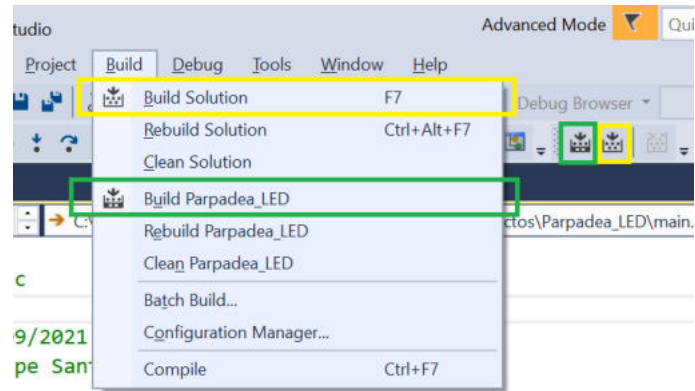 tudio
Advanced Mode
Qui
Project Build Debug Tools Window Help
Build Solution F7
Debug Browser
Rebuild Solution Ctrl+Alt+F7
Clean Solution
Build Parpadea_LED
C:\
ctos\Parpadea_LED\main.
Rebuild Parpadea_LED
Clean Parpadea_LED
c
Batch Build...
9/2021
Configuration Manager...
pe San
Compile Ctrl+F7